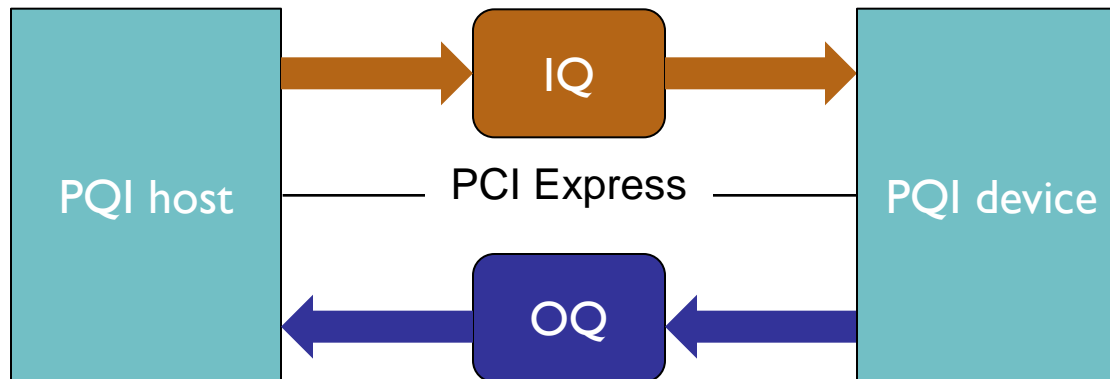 IQ
PQI host
PCI Express
PQI device
OQ